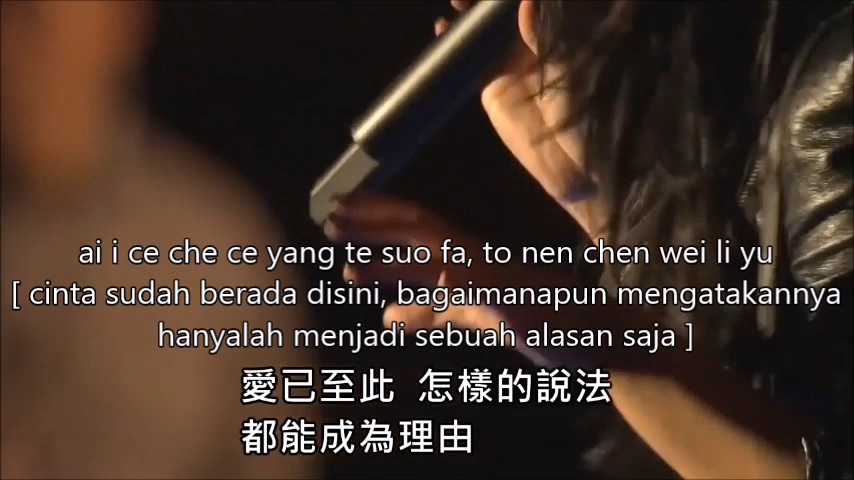 ai i ce che ce yang te suo fa, to nen chen wei li yu
[ cinta sudah berada disini, bagaimanapun mengatakannya
hanyalah menjadi sebuah alasan saja ]
愛已至此 怎樣的說法
都能成為理由